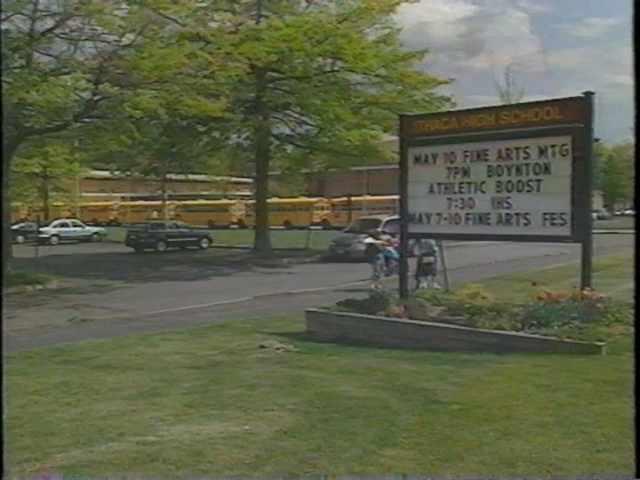 ITHACA HIGH SCHOOL
MAY 10 FINE ARTS MTG
7PM BOYNTON
ATHLETIC BOOST
7:30 IHS
MAY 7-10 FINE ARTS FES